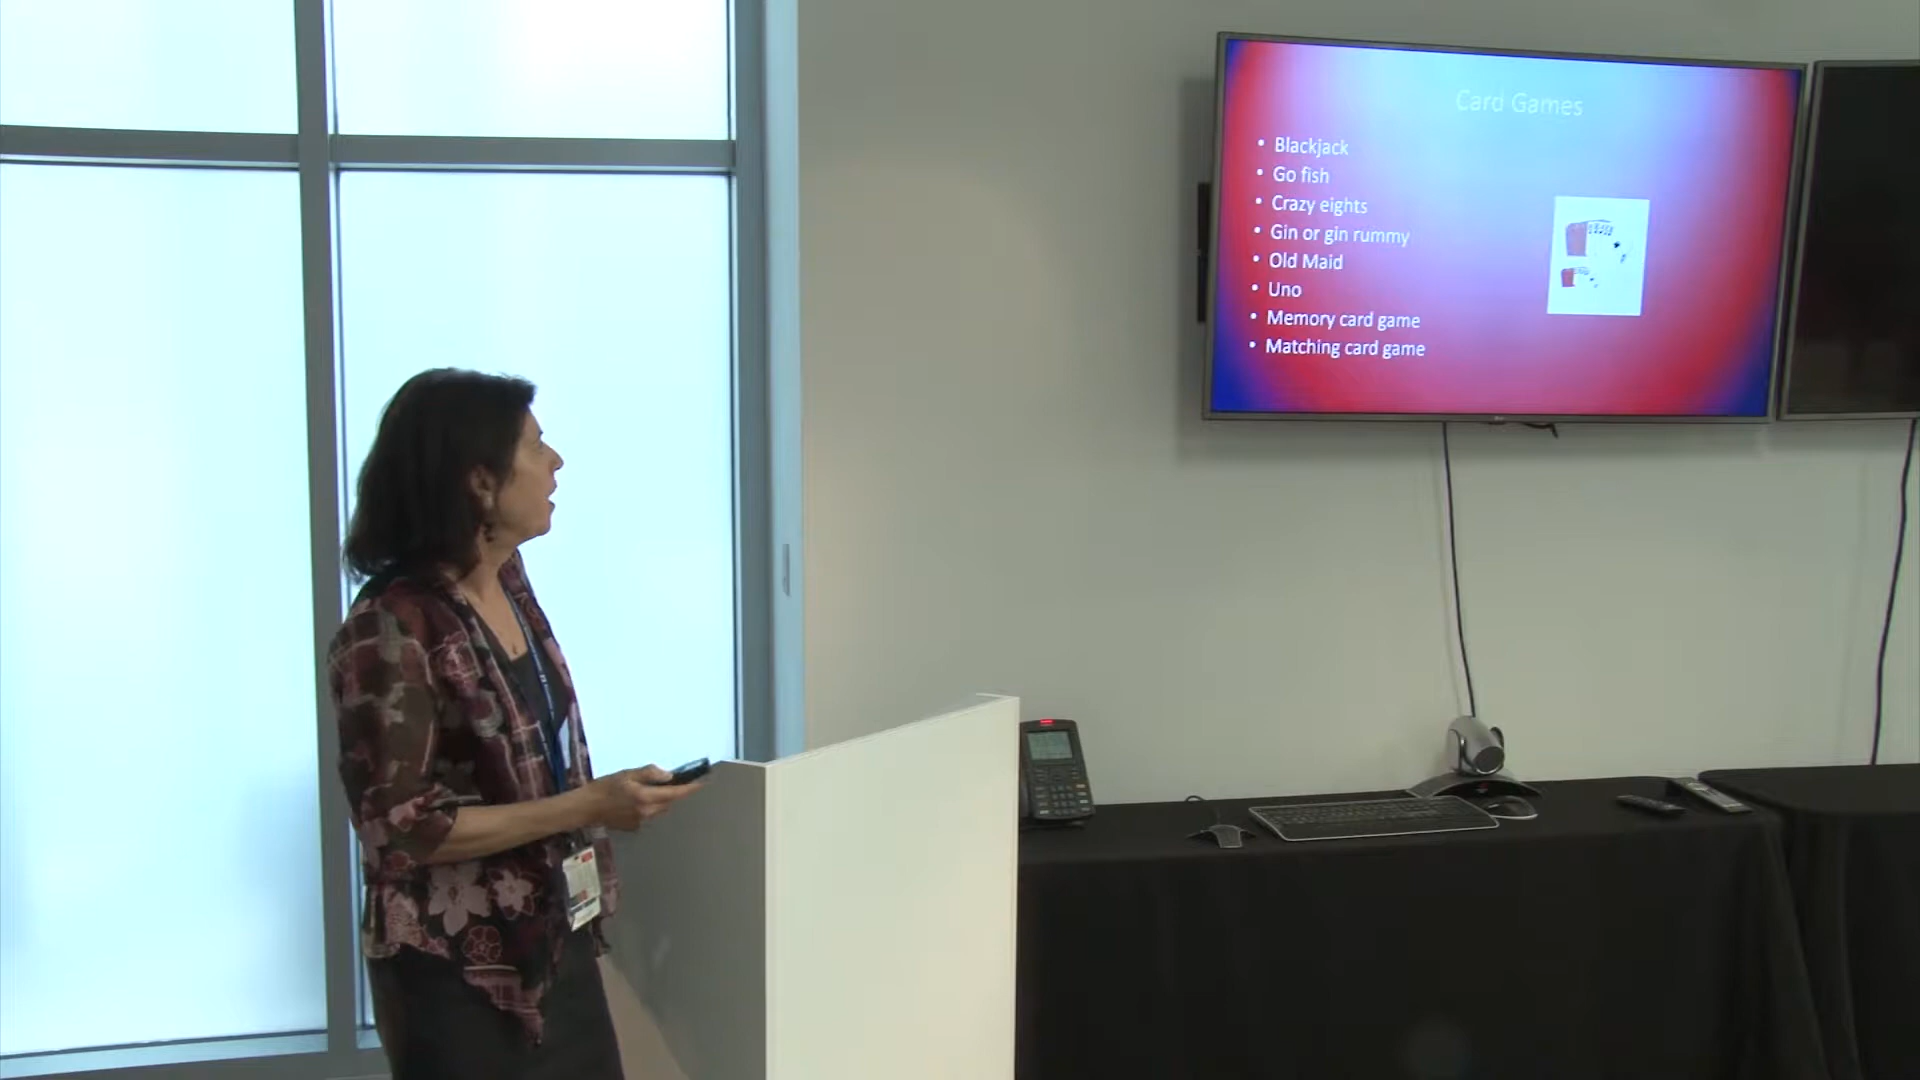 Card Games
• Blackjack
• Go fish
• Crazy eights
• Gin or gin rummy
• Old Maid
• Uno
• Memory card game
• Matching card game